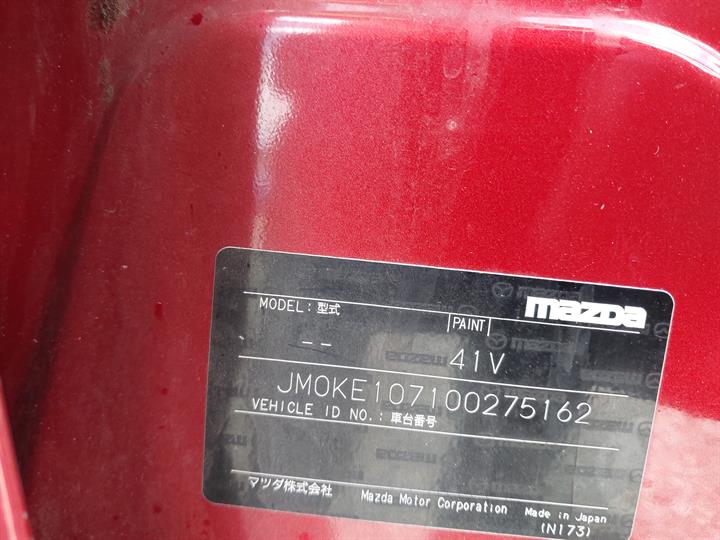 mazda
MODEL: 型式
PAINT
-- 41V
JM0KE107100275162
VEHICLE ID NO.: 車台番号
マツダ株式会社 Mazda Motor Corporation Made in Japan
(N173)